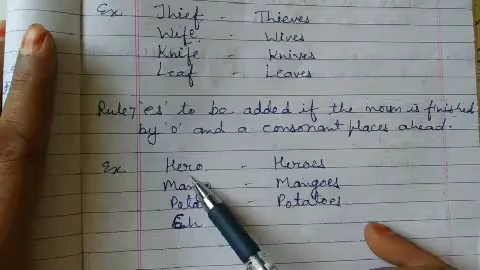 Ex Thief - Thieves
Wife - Wives
Knife - Knives
Leaf - Leaves
Rule 7 'es' to be added if the noun is finished
by 'o' and a consonant places ahead.
Ex Hero - Heroes
- Mangoes
- Potatoes